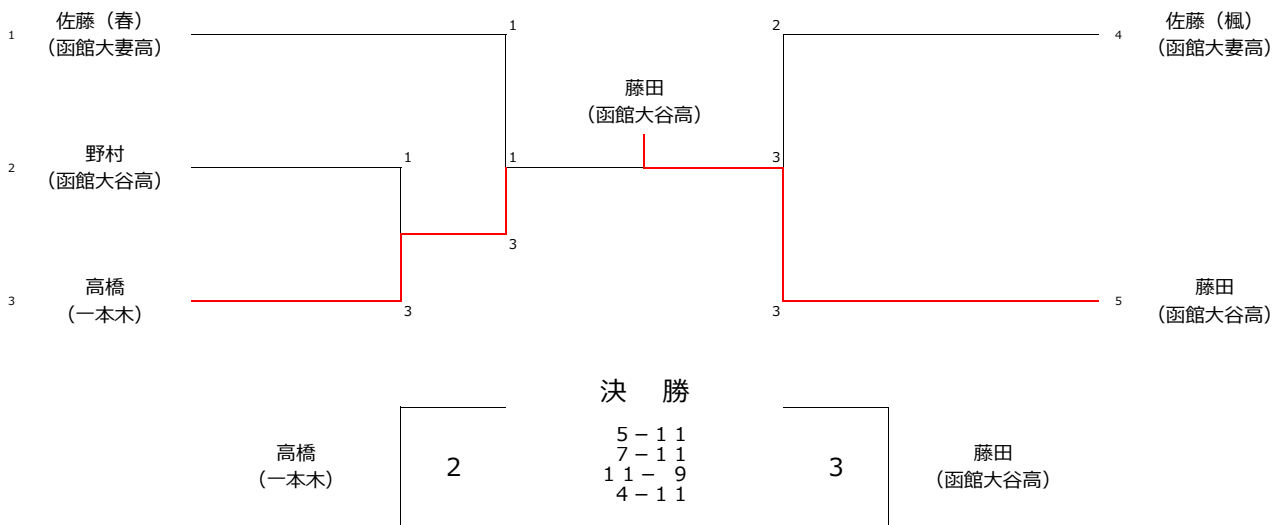 佐藤（春）
1
（函館大妻高）
1
2
佐藤（楓）
4
（函館大妻高）
藤田
（函館大谷高）
野村
2
（函館大谷高）
1
1
3
3
高橋
3
（一本木）
3
3
藤田
5
（函館大谷高）
決　勝
5－11
7－11
11－ 9
4－11
高橋
（一本木）
2
3
藤田
（函館大谷高）